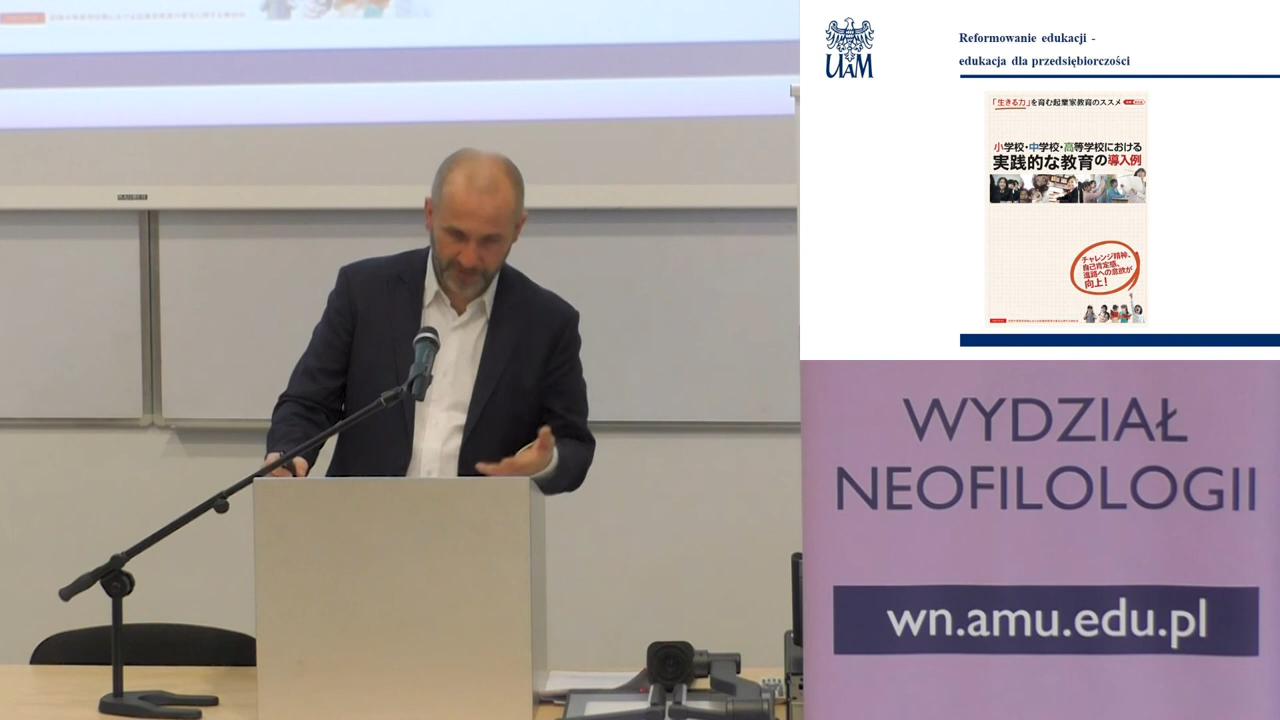 UAM
Reformowanie edukacji -
edukacja dla przedsiębiorczości
「生きる力」を育む起業家教育のススメ
小学校・中学校・高等学校における
実践的な教育の導入例
チャレンジ精神、
自己肯定感、
進路への意欲が
向上！
WYDZIAŁ
NEOFILOLOGII
wn.amu.edu.pl